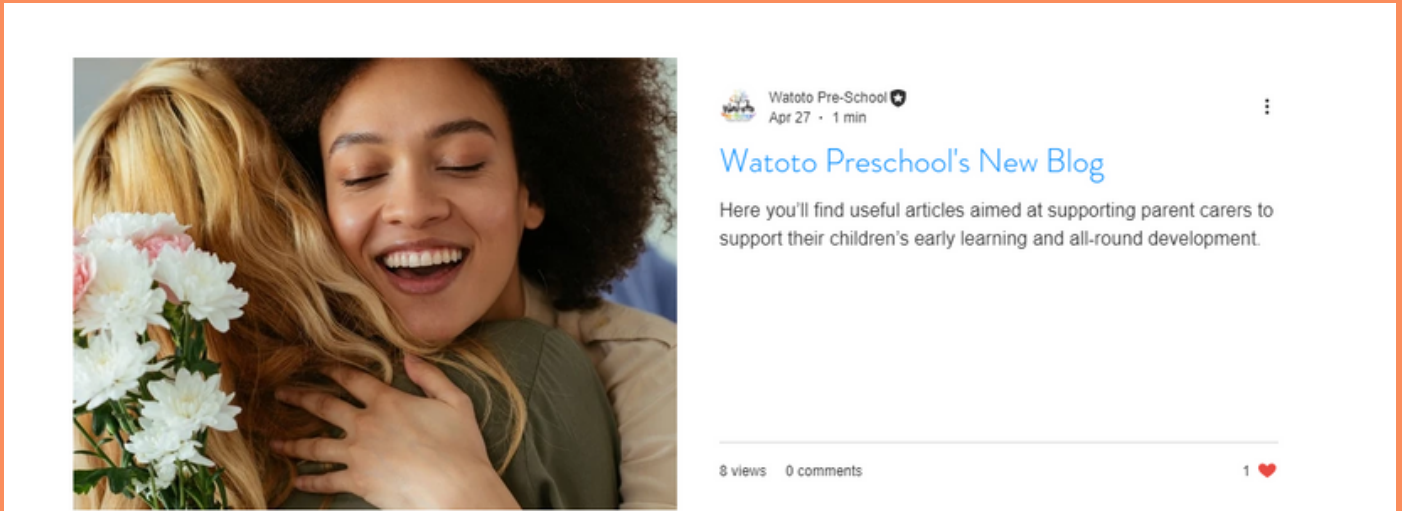 Watoto Pre-School
Apr 27 · 1 min
Watoto Preschool's New Blog
Here you'll find useful articles aimed at supporting parent carers to
support their children's early learning and all-round development.
8 views 0 comments
1